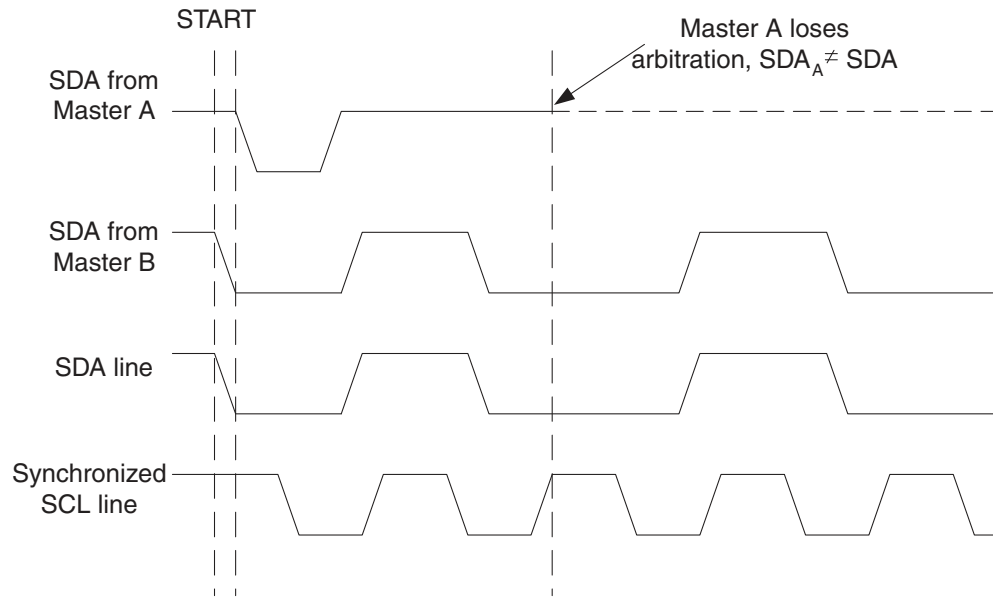 START
Master A loses
arbitration, SDA_A ≠ SDA
SDA from
Master A
SDA from
Master B
SDA line
Synchronized
SCL line